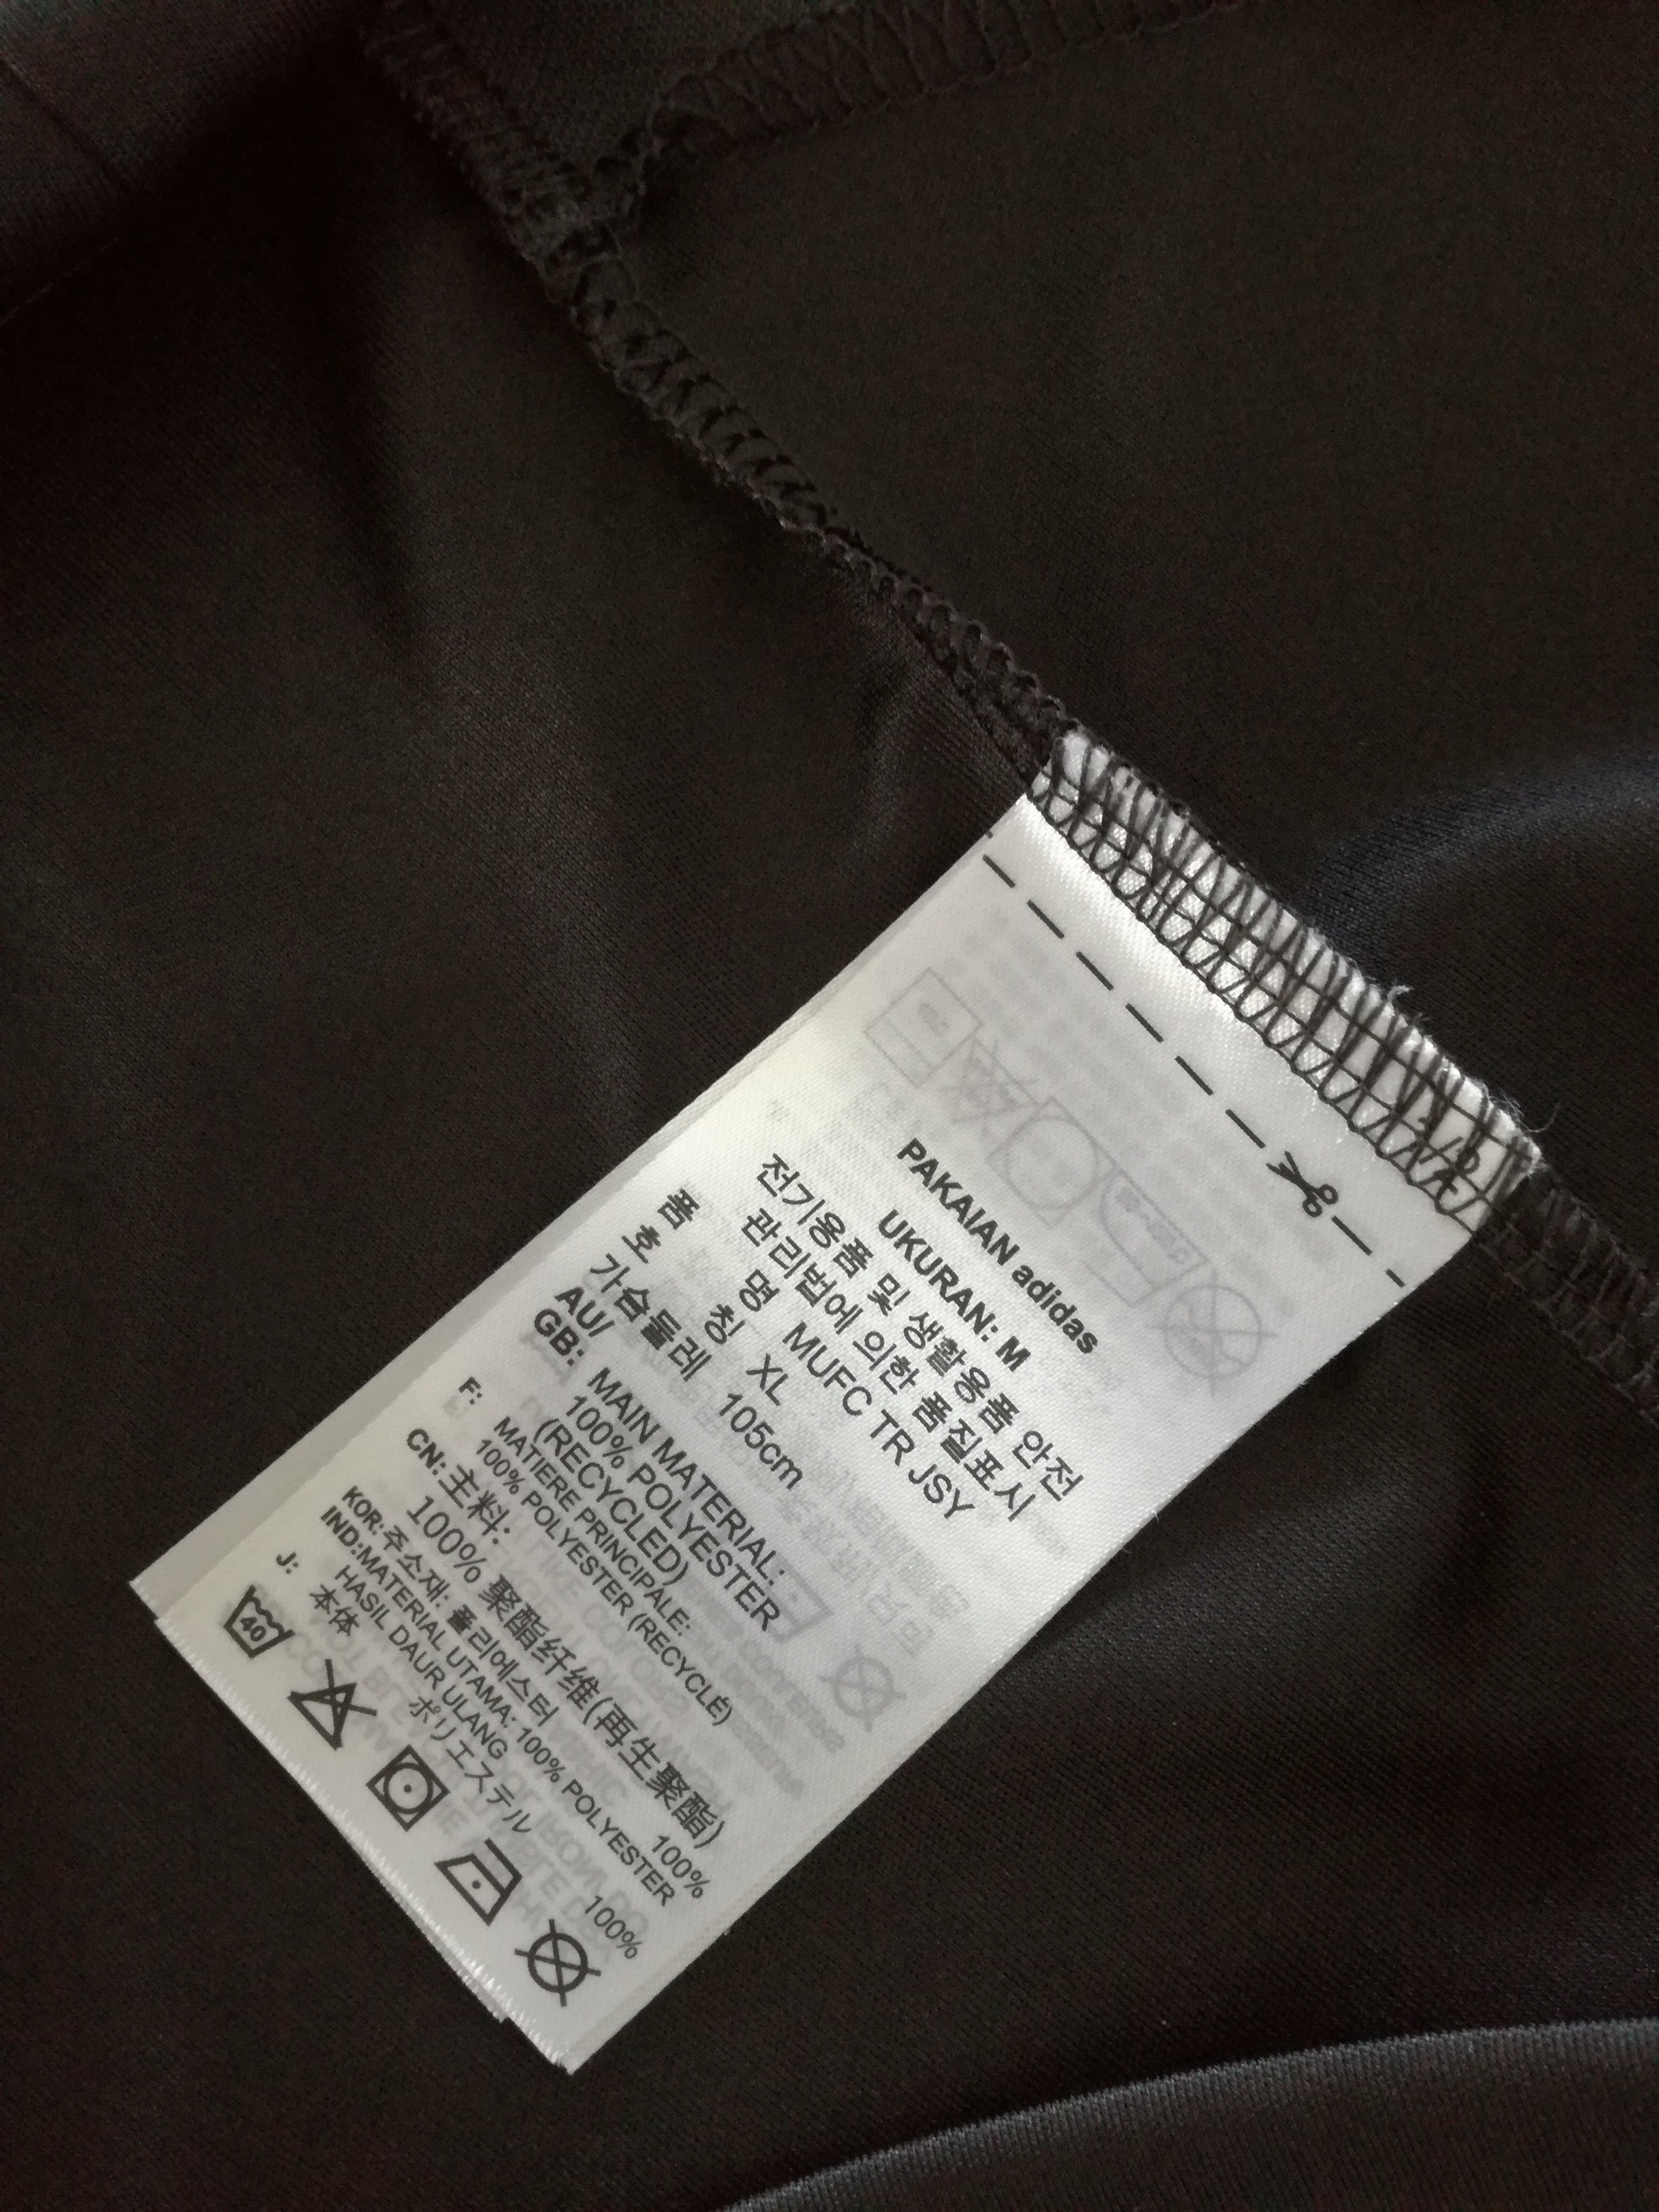 PAKAIAN adidas
UKURAN: M
전기용품 및 생활용품 안전
관리법에 의한 품질표시
품 명 MUFC TR JSY
호 칭 XL
가슴둘레 105cm
AU/
GB: MAIN MATERIAL:
100% POLYESTER
(RECYCLED)
F: MATIERE PRINCIPALE:
100% POLYESTER (RECYCLÉ)
CN: 主料:
100% 聚酯纤维(再生聚酯)
KOR: 주소재: 폴리에스터 100%
IND:MATERIAL UTAMA: 100% POLYESTER
HASIL DAUR ULANG
J: 本体 ポリエステル 100%
40